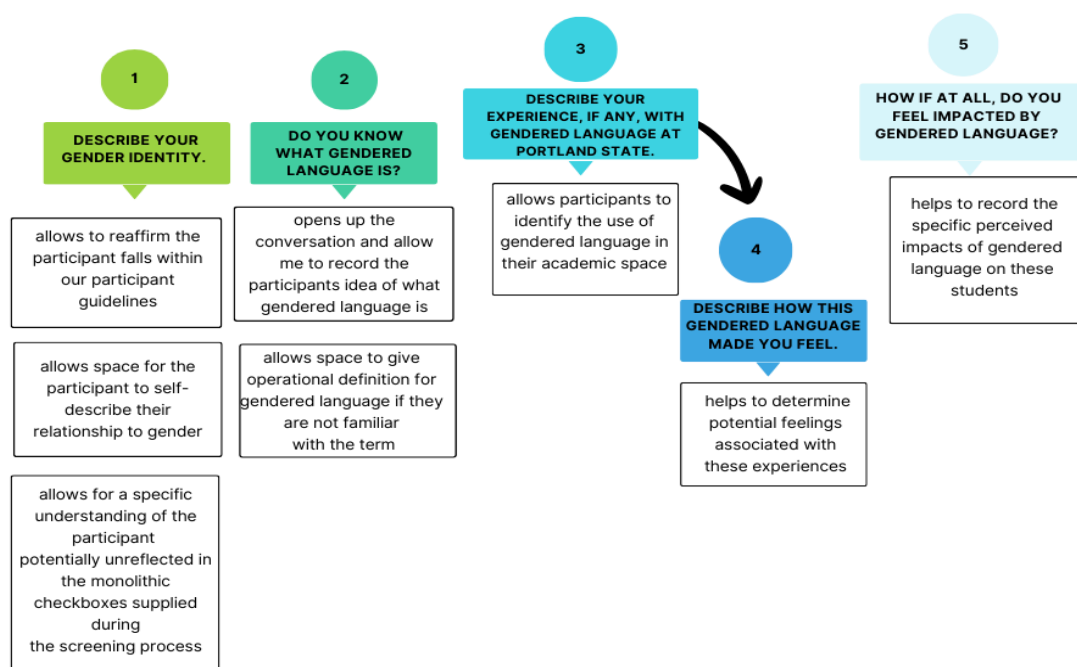 1
DESCRIBE YOUR
GENDER IDENTITY.
allows to reaffirm the
participant falls within
our participant
guidelines
allows space for the
participant to self-
describe their
relationship to gender
allows for a specific
understanding of the
participant
potentially unreflected in
the monolithic
checkboxes supplied
during
the screening process
2
DO YOU KNOW
WHAT GENDERED
LANGUAGE IS?
opens up the
conversation and allow
me to record the
participants idea of what
gendered language is
allows space to give
operational definition for
gendered language if they
are not familiar
with the term
3
DESCRIBE YOUR
EXPERIENCE, IF ANY, WITH
GENDERED LANGUAGE AT
PORTLAND STATE.
allows participants to
identify the use of
gendered language in
their academic space
4
DESCRIBE HOW THIS
GENDERED LANGUAGE
MADE YOU FEEL.
helps to determine
potential feelings
associated with
these experiences
5
HOW IF AT ALL, DO YOU
FEEL IMPACTED BY
GENDERED LANGUAGE?
helps to record the
specific perceived
impacts of gendered
language on these
students